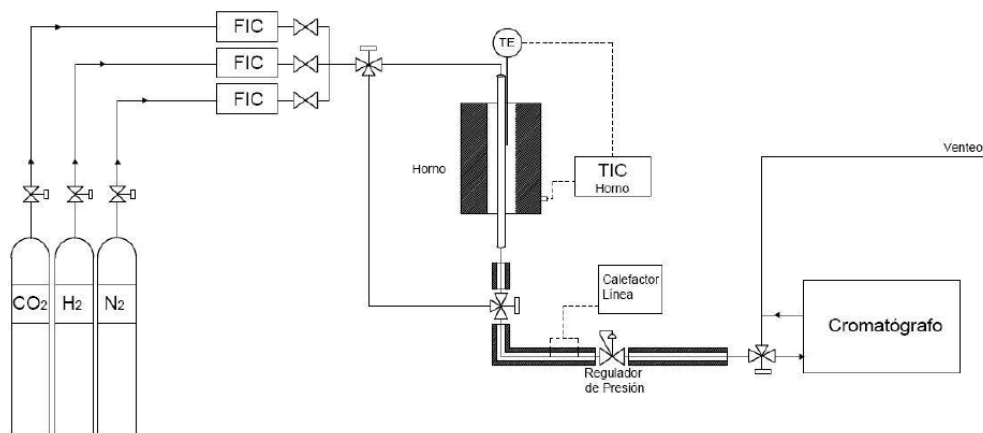 FIC
FIC
FIC
TE
Horno
TIC
Horno
Venteo
CO2
H2
N2
Calefactor
Línea
Cromatógrafo
Regulador
de Presión